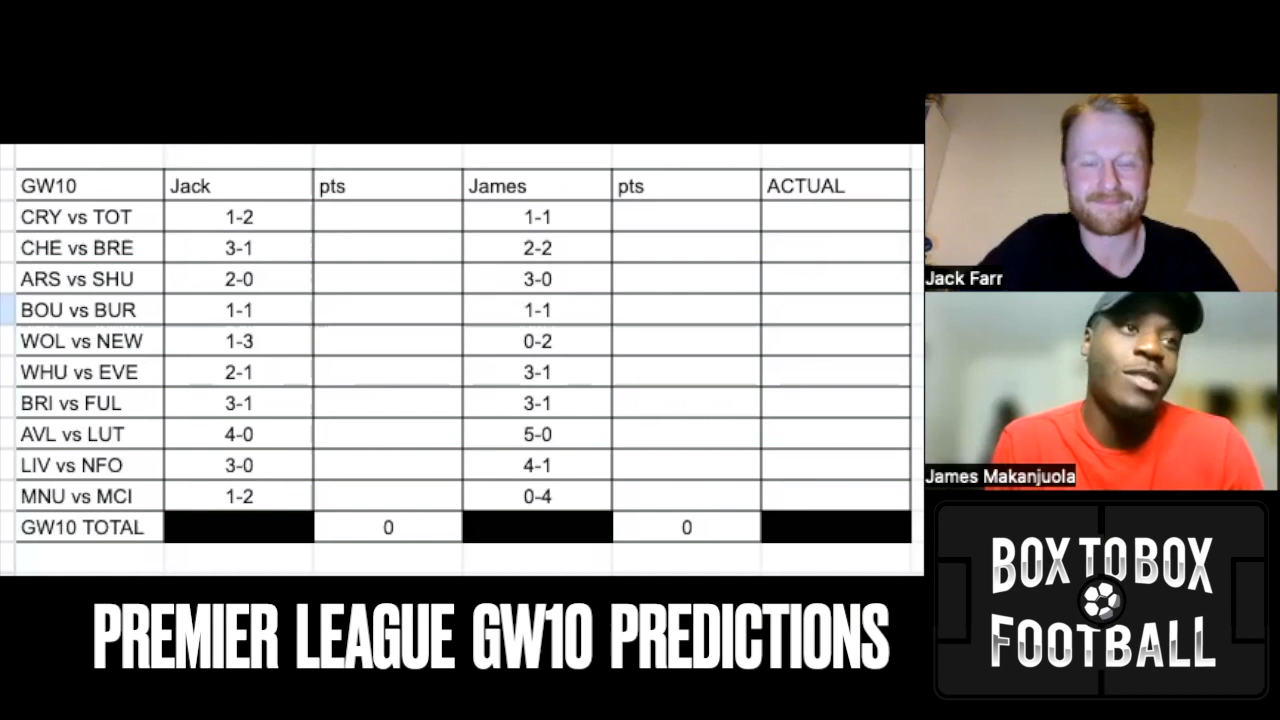 GW10 Jack pts James pts ACTUAL
CRY vs TOT 1-2 1-1
CHE vs BRE 3-1 2-2
ARS vs SHU 2-0 3-0
BOU vs BUR 1-1 1-1
WOL vs NEW 1-3 0-2
WHU vs EVE 2-1 3-1
BRI vs FUL 3-1 3-1
AVL vs LUT 4-0 5-0
LIV vs NFO 3-0 4-1
MNU vs MCI 1-2 0-4
GW10 TOTAL 0 0
PREMIER LEAGUE GW10 PREDICTIONS
Jack Farr
James Makanjuola
BOX TO BOX
FOOTBALL